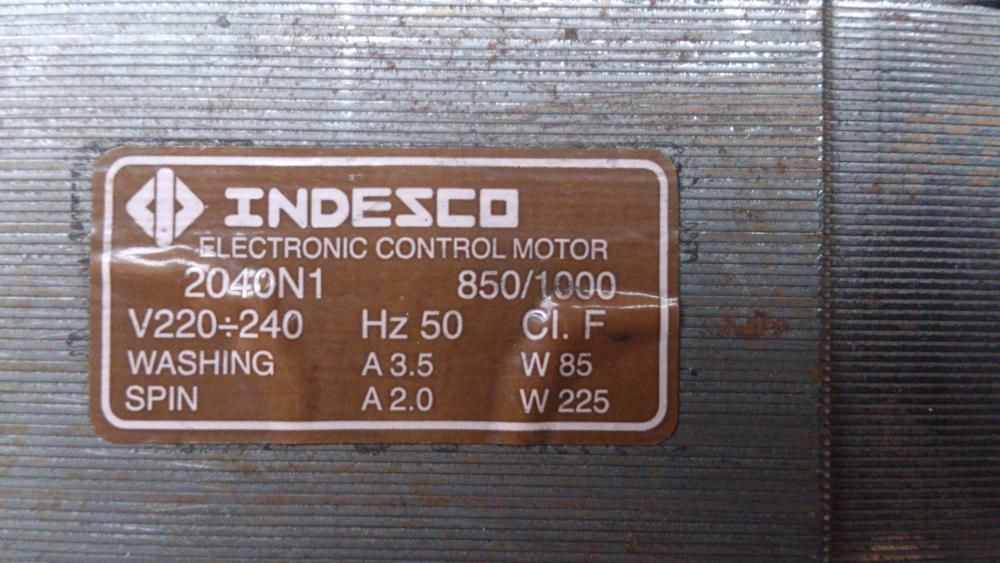 INDESCO
ELECTRONIC CONTROL MOTOR
2040N1 850/1000
V220÷240 Hz 50 Cl. F
WASHING A 3.5 W 85
SPIN A 2.0 W 225